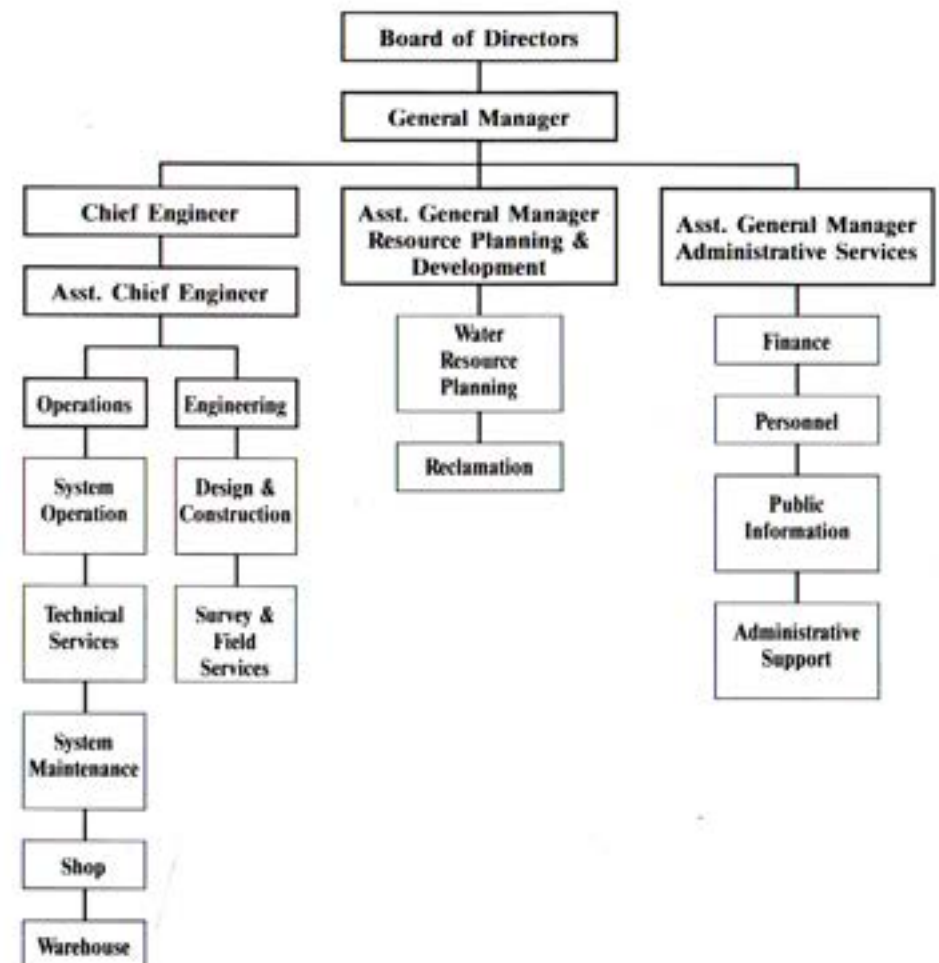 Board of Directors
General Manager
Chief Engineer
Asst. General Manager
Resource Planning &
Development
Asst. General Manager
Administrative Services
Asst. Chief Engineer
Water
Resource
Planning
Finance
Operations
Engineering
Personnel
Reclamation
System
Operation
Design &
Construction
Public
Information
Technical
Services
Survey &
Field
Services
Administrative
Support
System
Maintenance
Shop
Warehouse